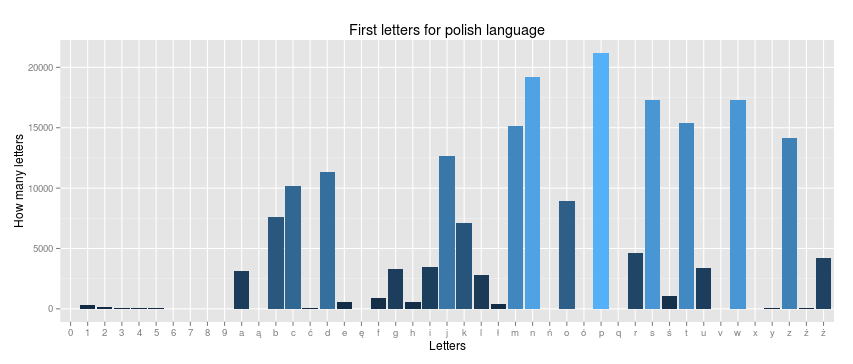 First letters for polish language
How many letters
20000
15000
10000
5000
0
0 1 2 3 4 5 6 7 8 9 a ą b c ć d e ę f g h i j k l ł m n ń o ó p q r s ś t u v w x y z ź ż
Letters